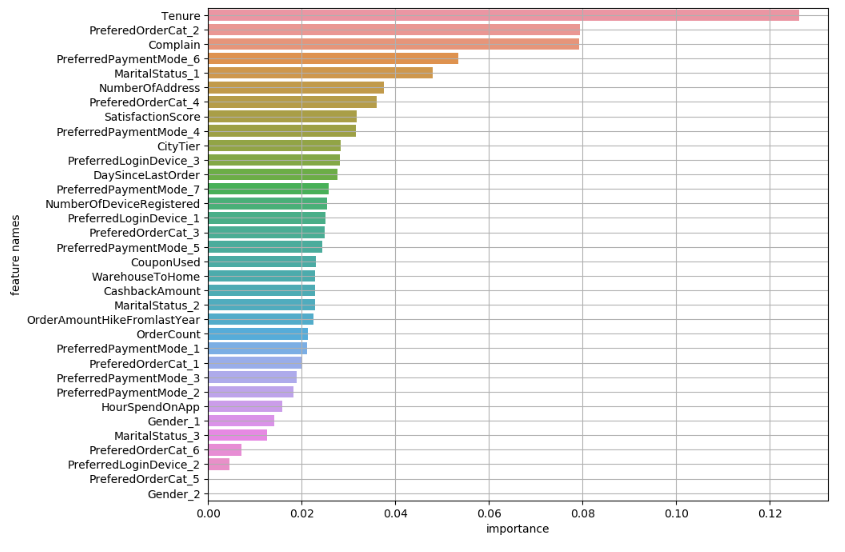 Tenure
PreferedOrderCat_2
Complain
PreferredPaymentMode_6
MaritalStatus_1
NumberOfAddress
PreferedOrderCat_4
SatisfactionScore
PreferredPaymentMode_4
CityTier
PreferredLoginDevice_3
DaySinceLastOrder
PreferredPaymentMode_7
NumberOfDeviceRegistered
PreferredLoginDevice_1
PreferedOrderCat_3
PreferredPaymentMode_5
CouponUsed
WarehouseToHome
CashbackAmount
MaritalStatus_2
OrderAmountHikeFromlastYear
OrderCount
PreferredPaymentMode_1
PreferedOrderCat_1
PreferredPaymentMode_3
PreferredPaymentMode_2
HourSpendOnApp
Gender_1
MaritalStatus_3
PreferedOrderCat_6
PreferredLoginDevice_2
PreferedOrderCat_5
Gender_2
feature names
0.00 0.02 0.04 0.06 0.08 0.10 0.12
importance